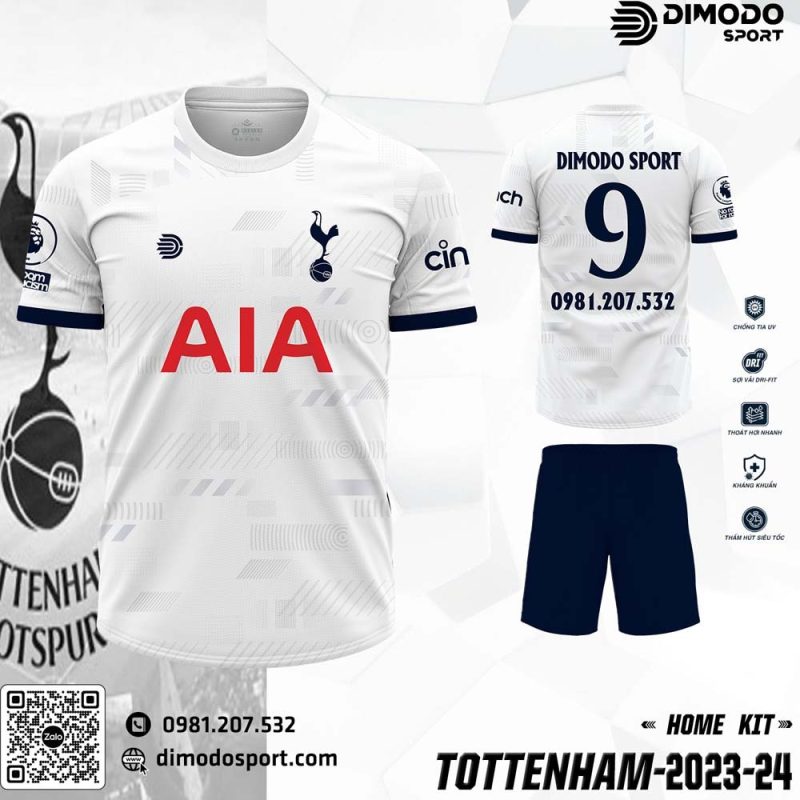 DIMODO
SPORT
DIMODO SPORT
9
0981.207.532
nch
cin
AIA
CHỐNG TIA UV
DRI
FIT
SỢI VẢI DRI-FIT
THOÁT HƠI NHANH
KHÁNG KHUẨN
THẤM HÚT SIÊU TỐC
TTENHA
OTSPUR
Zalo
0981.207.532
dimodosport.com
HOME KIT
TOTTENHAM-2023-24